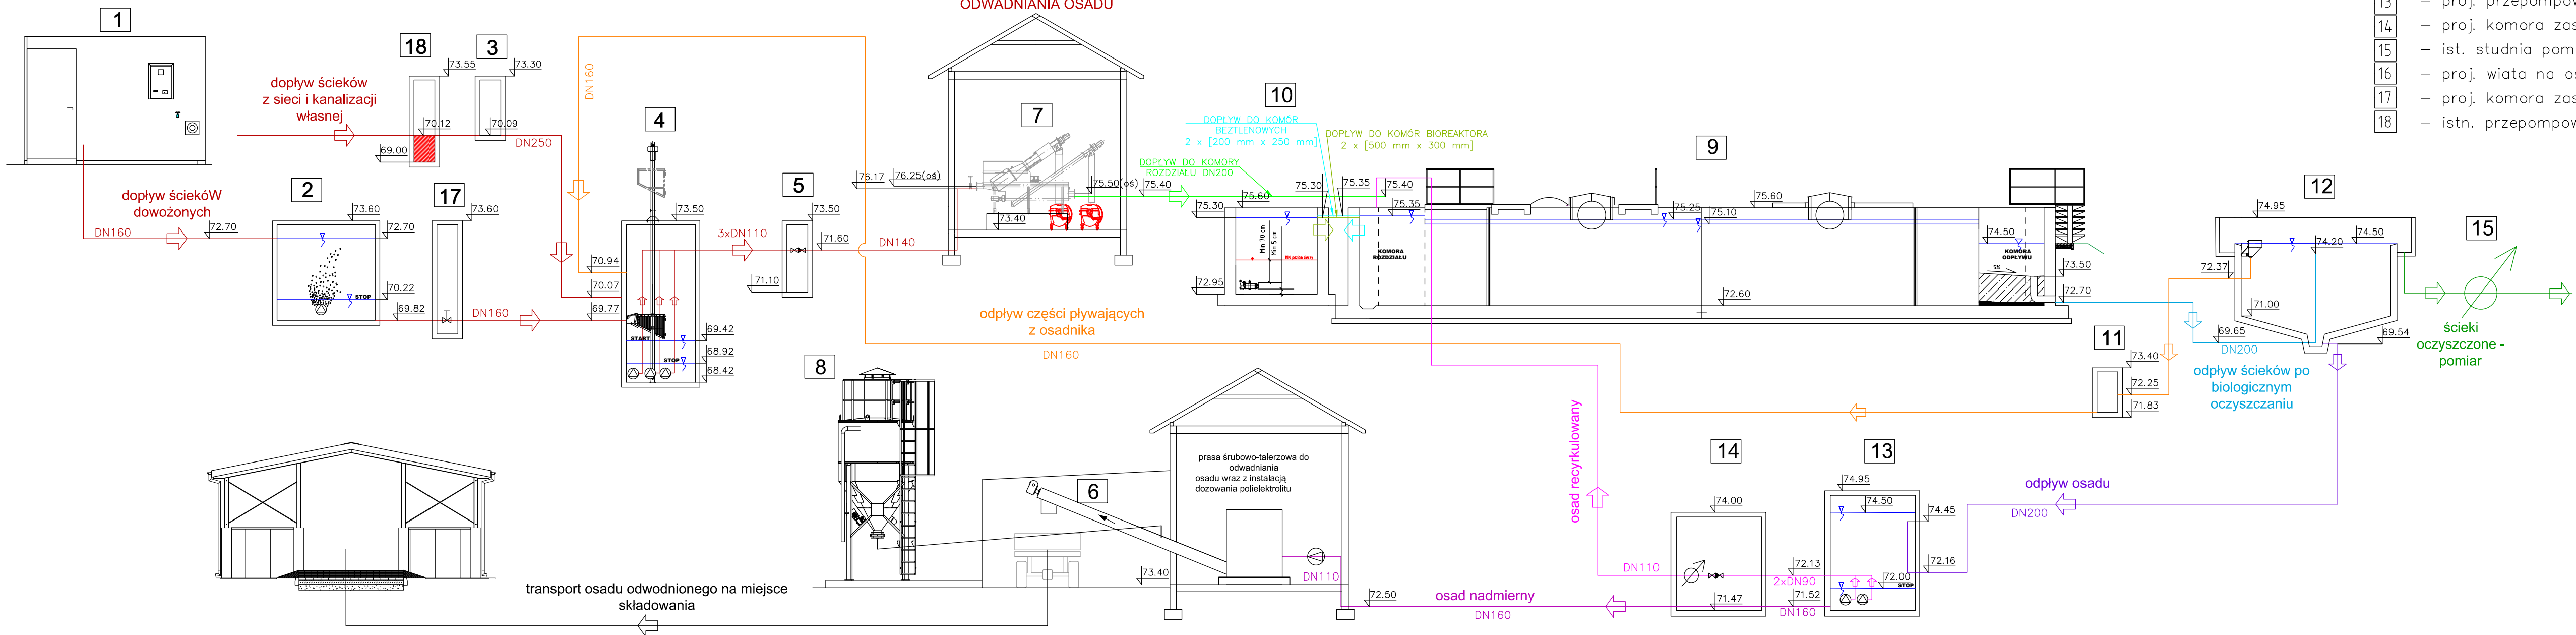 ODWADNIANIA OSADU
13
14 – proj. komora zas
15 – ist. studnia pom
16 – proj. wiata na os
17 – proj. komora zas
18 – istn. przepompow
1
dopływ ścieków
z sieci i kanalizacji
własnej
18
73.55
3
73.30
70.12
70.09
69.00
DN250
DN160
dopływściekóW
dowożonych
DN160
72.70
2
73.60
72.70
70.22
STOP
69.82
17
73.60
DN160
4
73.50
70.94
70.07
69.77
START
STOP
69.42
68.92
68.42
3xDN110
5
73.50
71.60
71.10
DN140
7
76.17
76.25(oś)
75.50(oś)
75.40
73.40
10
DOPŁYW DO KOMÓR
BEZTLENOWYCH
2 x [200 mm x 250 mm]
DOPŁYW DO KOMÓR BIOREAKTORA
2 x [500 mm x 300 mm]
DOPŁYW DO KOMORY
ROZDZIAŁU DN200
75.60
75.30
75.30
75.35
75.40
75.35
Min 70 cm
Min 5 cm
72.95
KOMORA
ROZDZIAŁU
9
75.25
75.10
75.60
72.60
74.50
KOMORA
ODPŁYWU
5%
73.50
72.70
12
74.95
74.50
74.20
72.37
71.00
69.65
69.54
DN200
15
ścieki
oczyszczone -
pomiar
odpływ ścieków po
biologicznym
oczyszczaniu
11
73.40
72.25
71.83
odpływ części pływających
z osadnika
DN160
8
prasa śrubowo-talerzowa do
odwadniania
osadu wraz z instalacją
dozowania polielektrolitu
6
73.40
DN110
72.50
osad nadmierny
DN160
osad recyrkulowany
DN110
14
74.00
71.47
72.13
2xDN90
71.52
DN160
13
74.95
74.50
74.45
72.16
72.00
STOP
odpływ osadu
DN200
transport osadu odwodnionego na miejsce
składowania